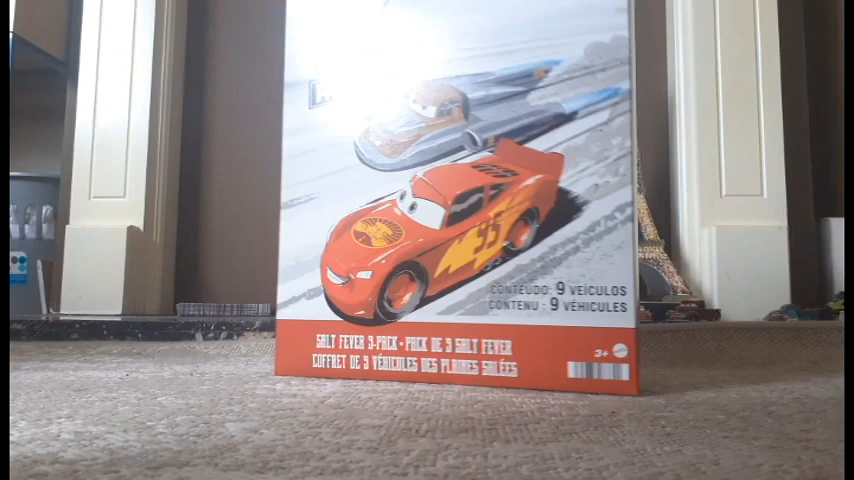 95
CONTEÚDO: 9 VEÍCULOS
CONTENU : 9 VÉHICULES
SALT FEVER 9-PACK • PACK DE 9 SALT FEVER
COFFRET DE 9 VÉHICULES DES PLAINES SALÉES
3+